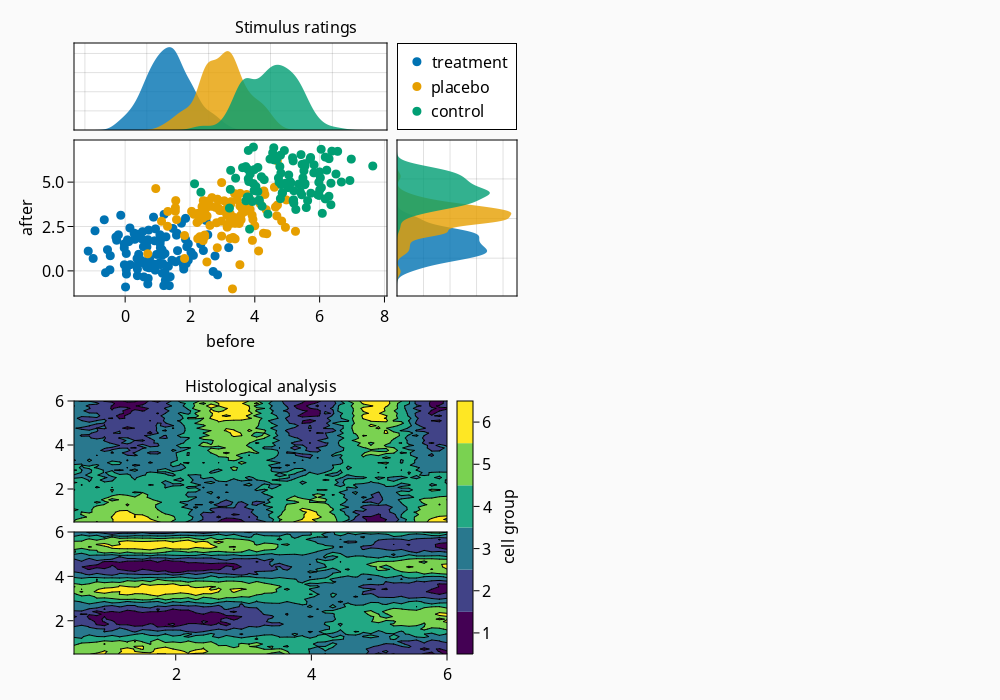 Stimulus ratings
treatment
placebo
control
5.0
2.5
0.0
after
0 2 4 6 8
before
Histological analysis
6
4
2
6
4
2
2 4 6
6
5
4
3
2
1
cell group